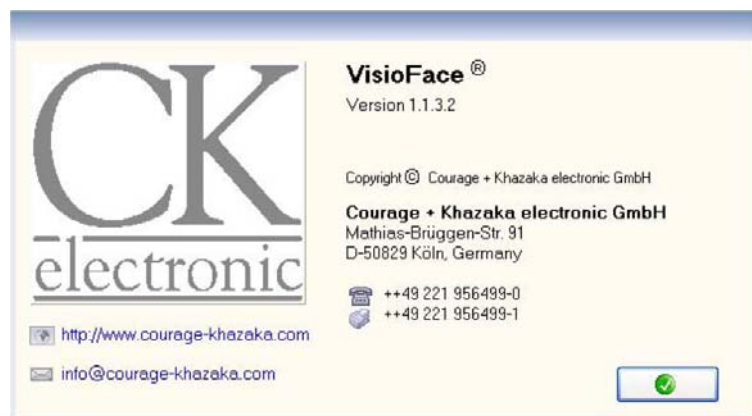 CK
electronic
http://www.courage-khazaka.com
info@courage-khazaka.com
VisioFace ®
Version 1.1.3.2
Copyright © Courage + Khazaka electronic GmbH
Courage + Khazaka electronic GmbH
Mathias-Brüggen-Str. 91
D-50829 Köln, Germany
++49 221 956499-0
++49 221 956499-1